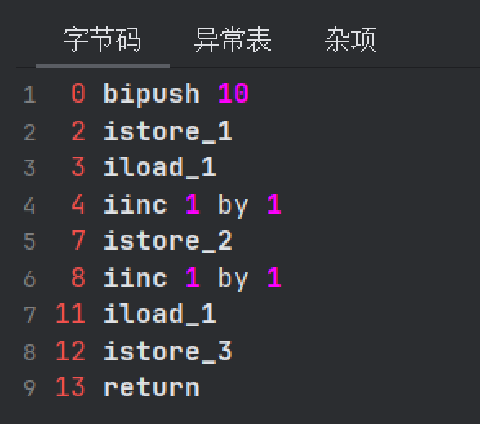 字节码 异常表 杂项
1 0 bipush 10
2 2 istore_1
3 3 iload_1
4 4 iinc 1 by 1
5 7 istore_2
6 8 iinc 1 by 1
7 11 iload_1
8 12 istore_3
9 13 return